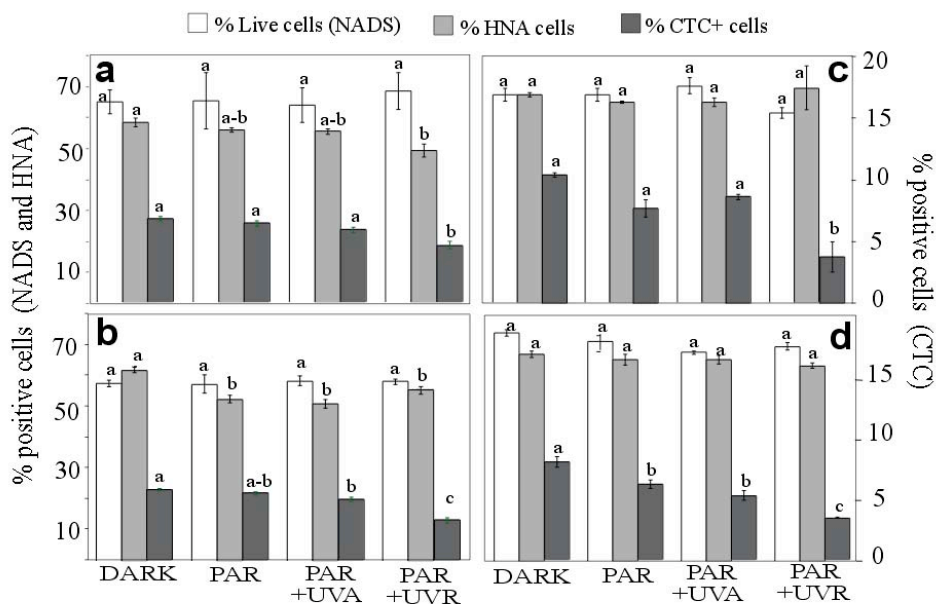 % Live cells (NADS) % HNA cells % CTC+ cells
% positive cells (NADS and HNA)
a
70
50
30
10
a a a
a a-b a
a a-b a
a b b
c
a a a
a a a
a a a
a a b
20
15
10
5
0
% positive cells (CTC)
b
70
50
30
10
a a a
a b a-b
a b b
a b c
d
a a a
a a b
a a b
a a c
15
10
5
0
DARK PAR PAR PAR DARK PAR PAR PAR
+UVA +UVR +UVA +UVR